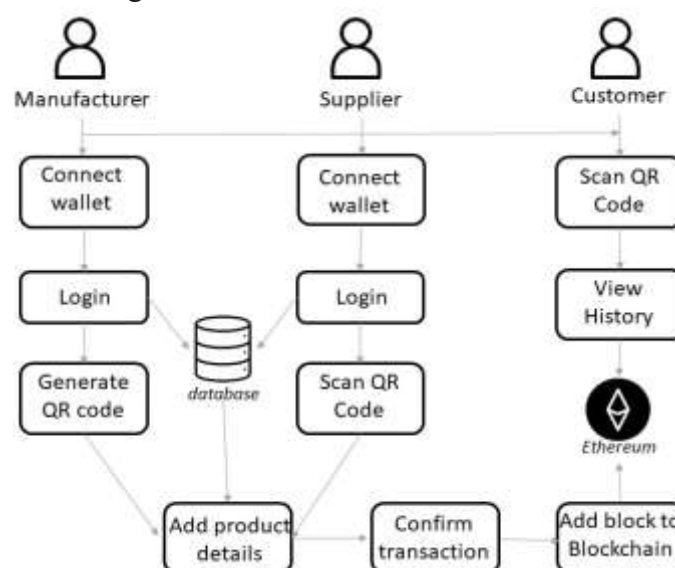 Manufacturer
Supplier
Customer
Connect
wallet
Connect
wallet
Scan QR
Code
Login
Login
View
History
Generate
QR code
database
Scan QR
Code
Ethereum
Add product
details
Confirm
transaction
Add block to
Blockchain